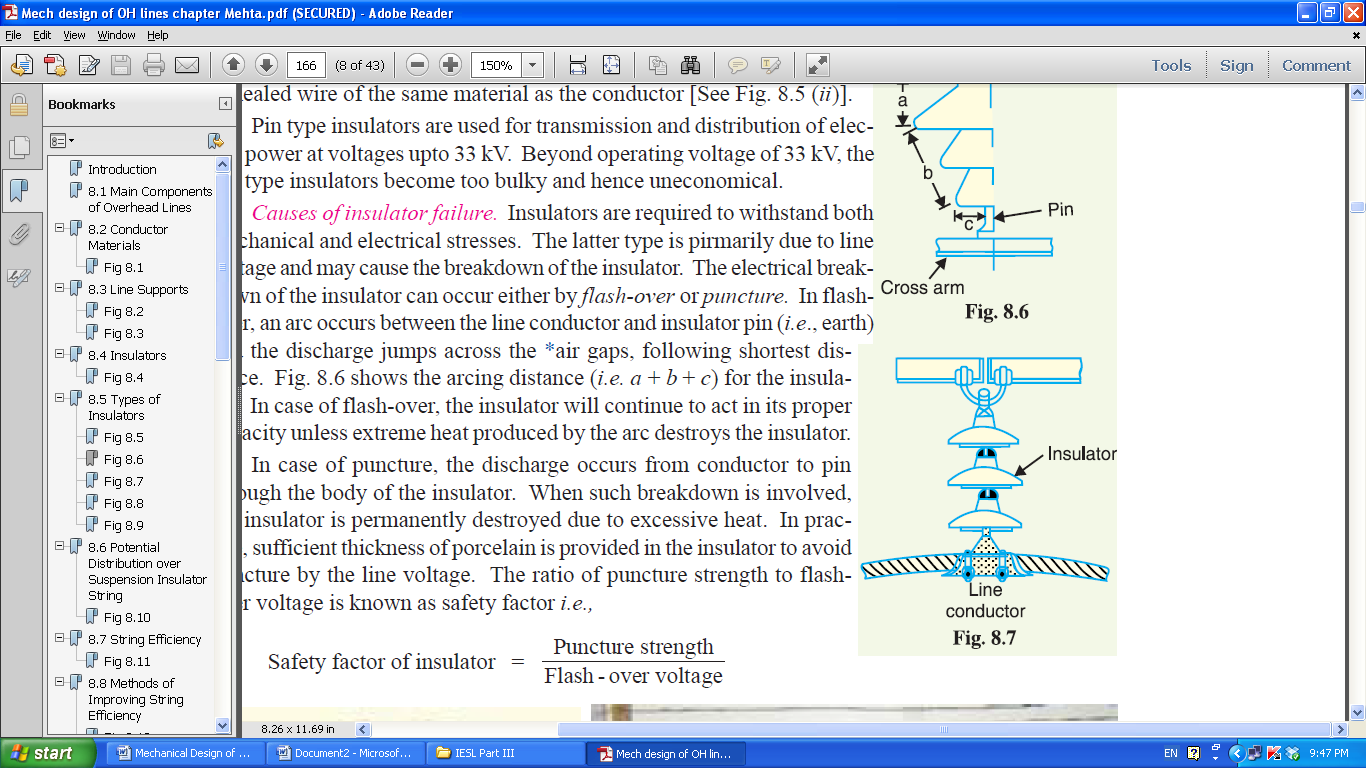 Mech design of OH lines chapter Mehta.pdf (SECURED) - Adobe Reader
File Edit View Window Help
166 (8 of 43) 150% Tools Sign Comment
Bookmarks
Introduction
8.1 Main Components
of Overhead Lines
8.2 Conductor
Materials
Fig 8.1
8.3 Line Supports
Fig 8.2
Fig 8.3
8.4 Insulators
Fig 8.4
8.5 Types of
Insulators
Fig 8.5
Fig 8.6
Fig 8.7
Fig 8.8
Fig 8.9
8.6 Potential
Distribution over
Suspension Insulator
String
Fig 8.10
8.7 String Efficiency
Fig 8.11
8.8 Methods of
Improving String
Efficiency
ealed wire of the same material as the conductor [See Fig. 8.5 (ii)].
Pin type insulators are used for transmission and distribution of elec-
power at voltages upto 33 kV. Beyond operating voltage of 33 kV, the
type insulators become too bulky and hence uneconomical.
Causes of insulator failure. Insulators are required to withstand both
chanical and electrical stresses. The latter type is pirmarily due to line
tage and may cause the breakdown of the insulator. The electrical break-
wn of the insulator can occur either by flash-over or puncture. In flash-
r, an arc occurs between the line conductor and insulator pin (i.e., earth)
the discharge jumps across the *air gaps, following shortest dis-
ce. Fig. 8.6 shows the arcing distance (i.e. a + b + c) for the insula-
In case of flash-over, the insulator will continue to act in its proper
acity unless extreme heat produced by the arc destroys the insulator.
In case of puncture, the discharge occurs from conductor to pin
ough the body of the insulator. When such breakdown is involved,
insulator is permanently destroyed due to excessive heat. In prac-
, sufficient thickness of porcelain is provided in the insulator to avoid
ncture by the line voltage. The ratio of puncture strength to flash-
r voltage is known as safety factor i.e.,
Safety factor of insulator = Puncture strength
Flash - over voltage
a
b
c
Pin
Cross arm
Fig. 8.6
Insulator
Line
conductor
Fig. 8.7
8.26 x 11.69 in
start Mechanical Design of ... Document2 - Microsof... IESL Part III Mech design of OH lin... EN 9:47 PM